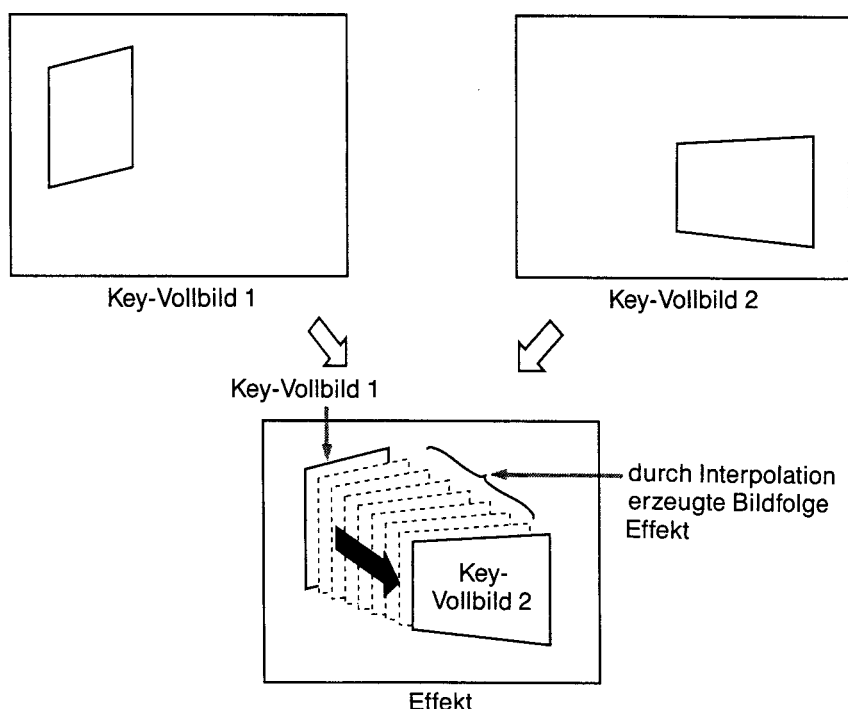 Key-Vollbild 1
Key-Vollbild 2
Key-Vollbild 1
durch Interpolation
erzeugte Bildfolge
Effekt
Key-
Vollbild 2
Effekt